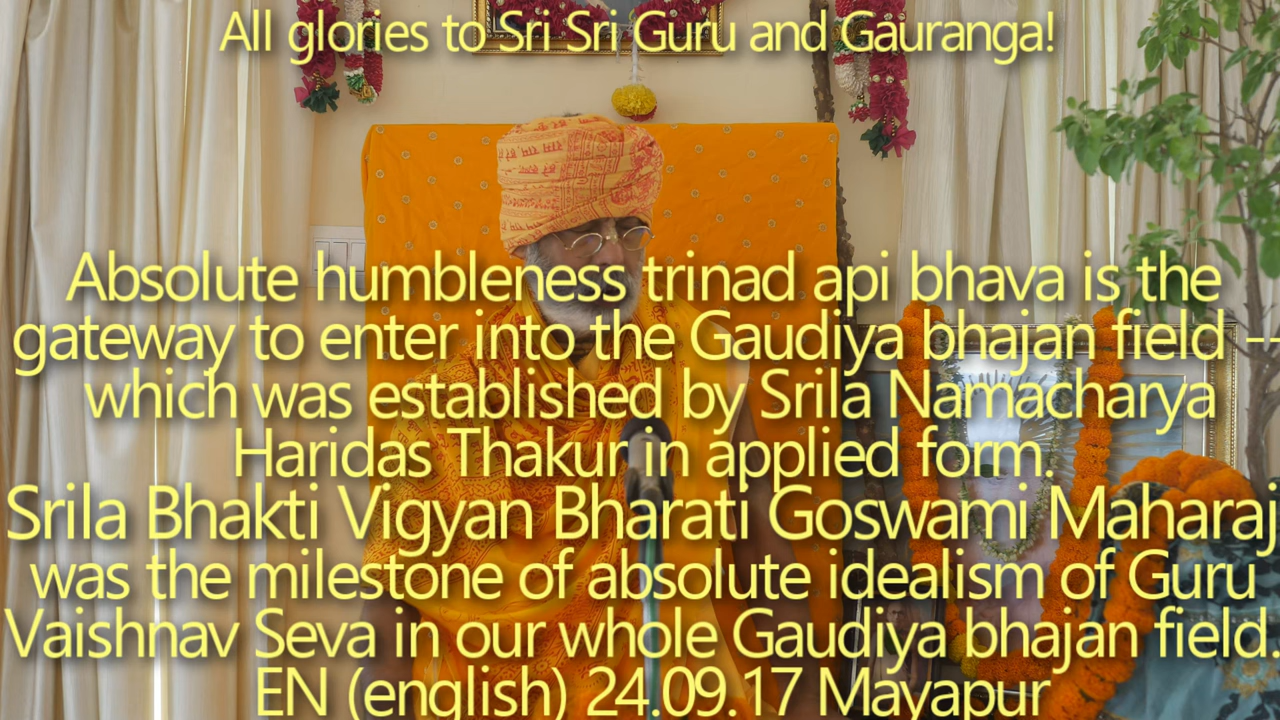 All glories to Sri Sri Guru and Gauranga!
Absolute humbleness trinad api bhava is the
gateway to enter into the Gaudiya bhajan field --
which was established by Srila Namacharya
Haridas Thakur in applied form.
Srila Bhakti Vigyan Bharati Goswami Maharaj
was the milestone of absolute idealism of Guru
Vaishnav Seva in our whole Gaudiya bhajan field.
EN (english) 24.09.17 Mayapur